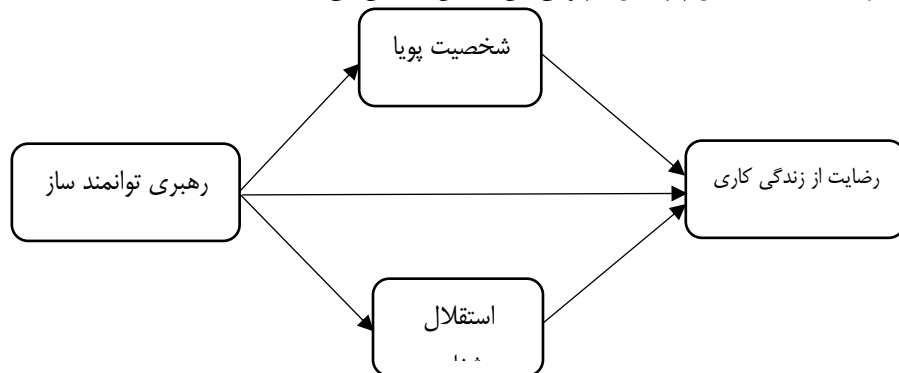 شخصیت پویا
رهبری توانمند ساز
رضایت از زندگی کاری
استقلال